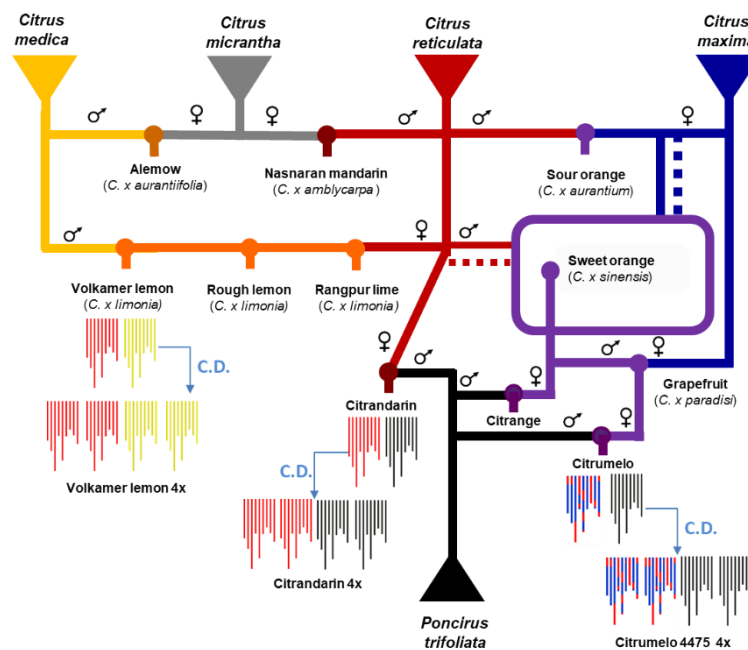 Citrus
medica
Citrus
micrantha
Citrus
reticulata
Citrus
maxima
♂
♀
♀
♂
♂
♀
Alemow
(C. x aurantiifolia)
Nasnaran mandarin
(C. x amblycarpa)
Sour orange
(C. x aurantium)
♂
♀
♂
Volkamer lemon
(C. x limonia)
Rough lemon
(C. x limonia)
Rangpur lime
(C. x limonia)
Sweet orange
(C. x sinensis)
C.D.
Volkamer lemon 4x
♀
♂
♂
♀
♂
♀
Citrandarin
Citrange
Grapefruit
(C. x paradisi)
♂
♀
Citrumelo
C.D.
Citrandarin 4x
C.D.
Citrumelo 4475 4x
Poncirus
trifoliata